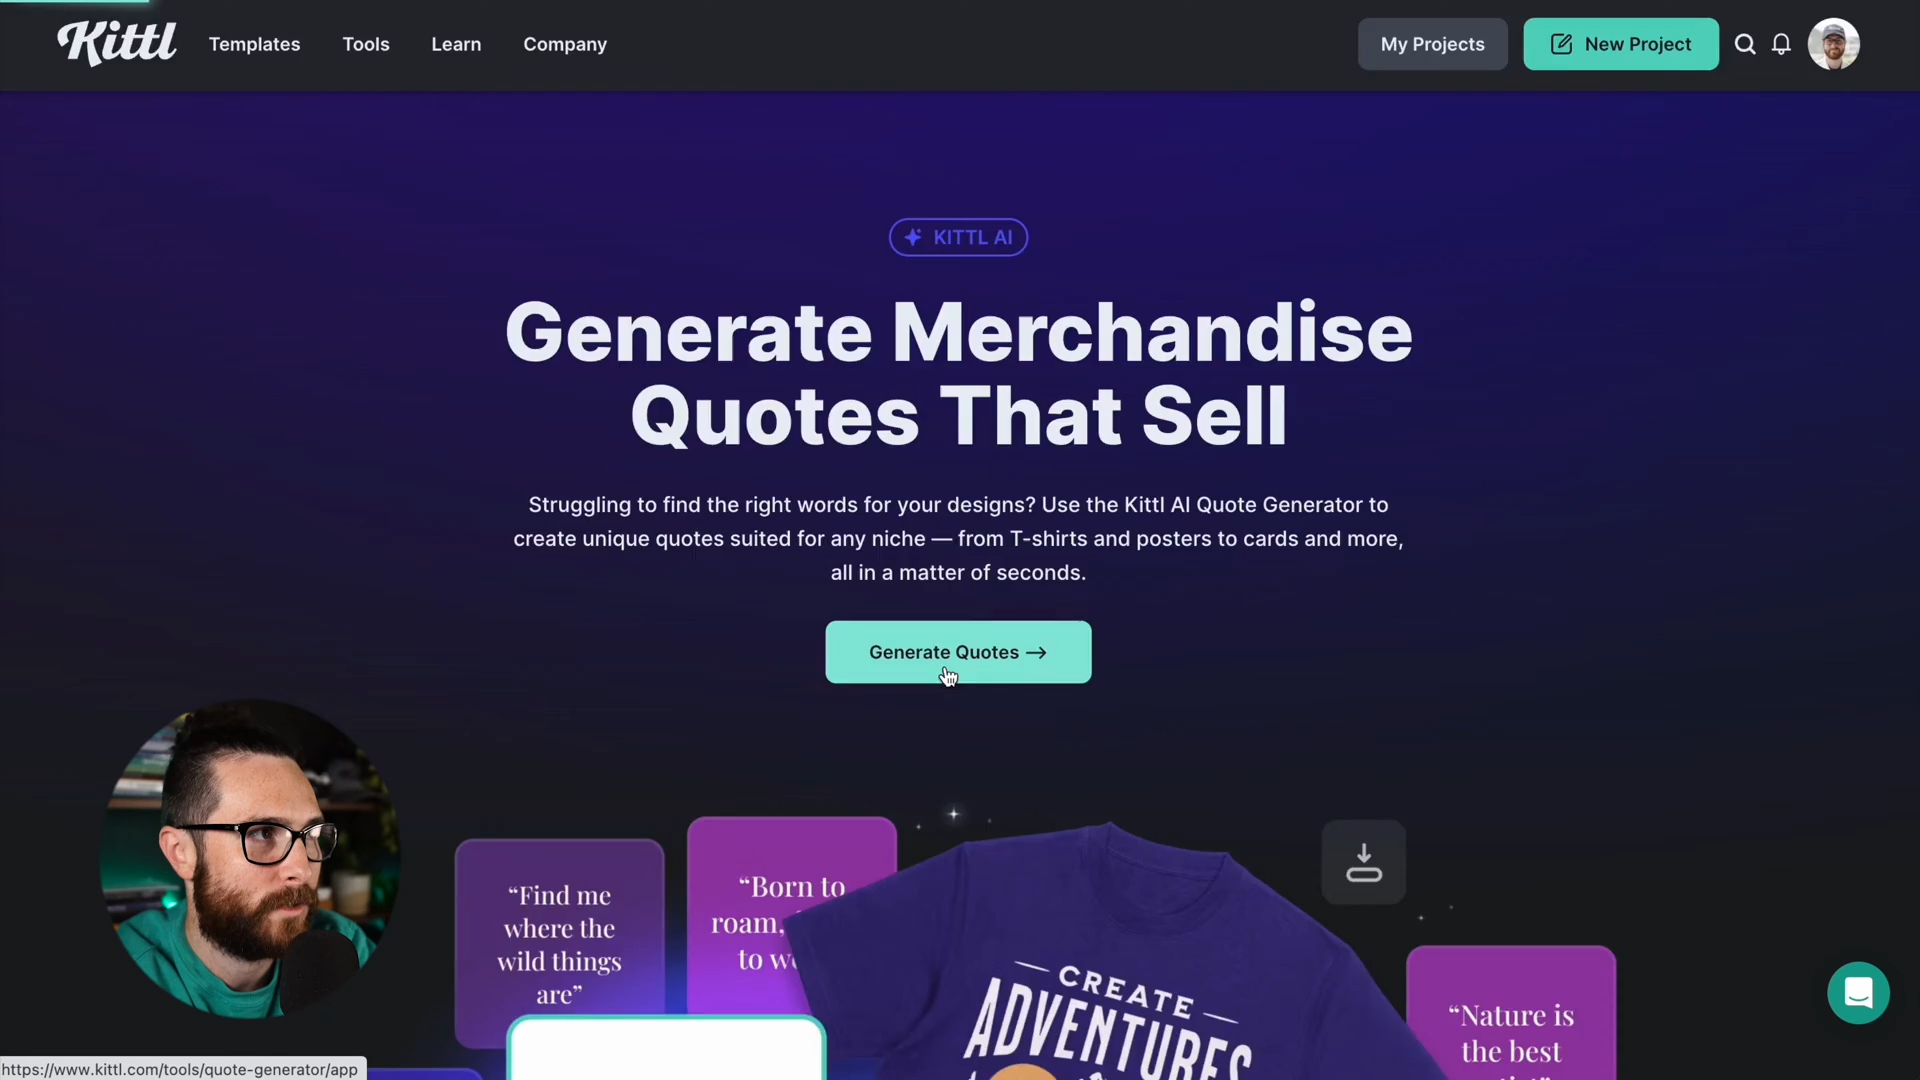 Kittl
Templates
Tools
Learn
Company
My Projects
New Project
KITTL AI
Generate Merchandise
Quotes That Sell
Struggling to find the right words for your designs? Use the Kittl AI Quote Generator to
create unique quotes suited for any niche — from T-shirts and posters to cards and more,
all in a matter of seconds.
Generate Quotes →
“Find me
where the
wild things
are”
“Born to
roam,
to
CREATE
ADVENTURES
“Nature is
the best
https://www.kittl.com/tools/quote-generator/app